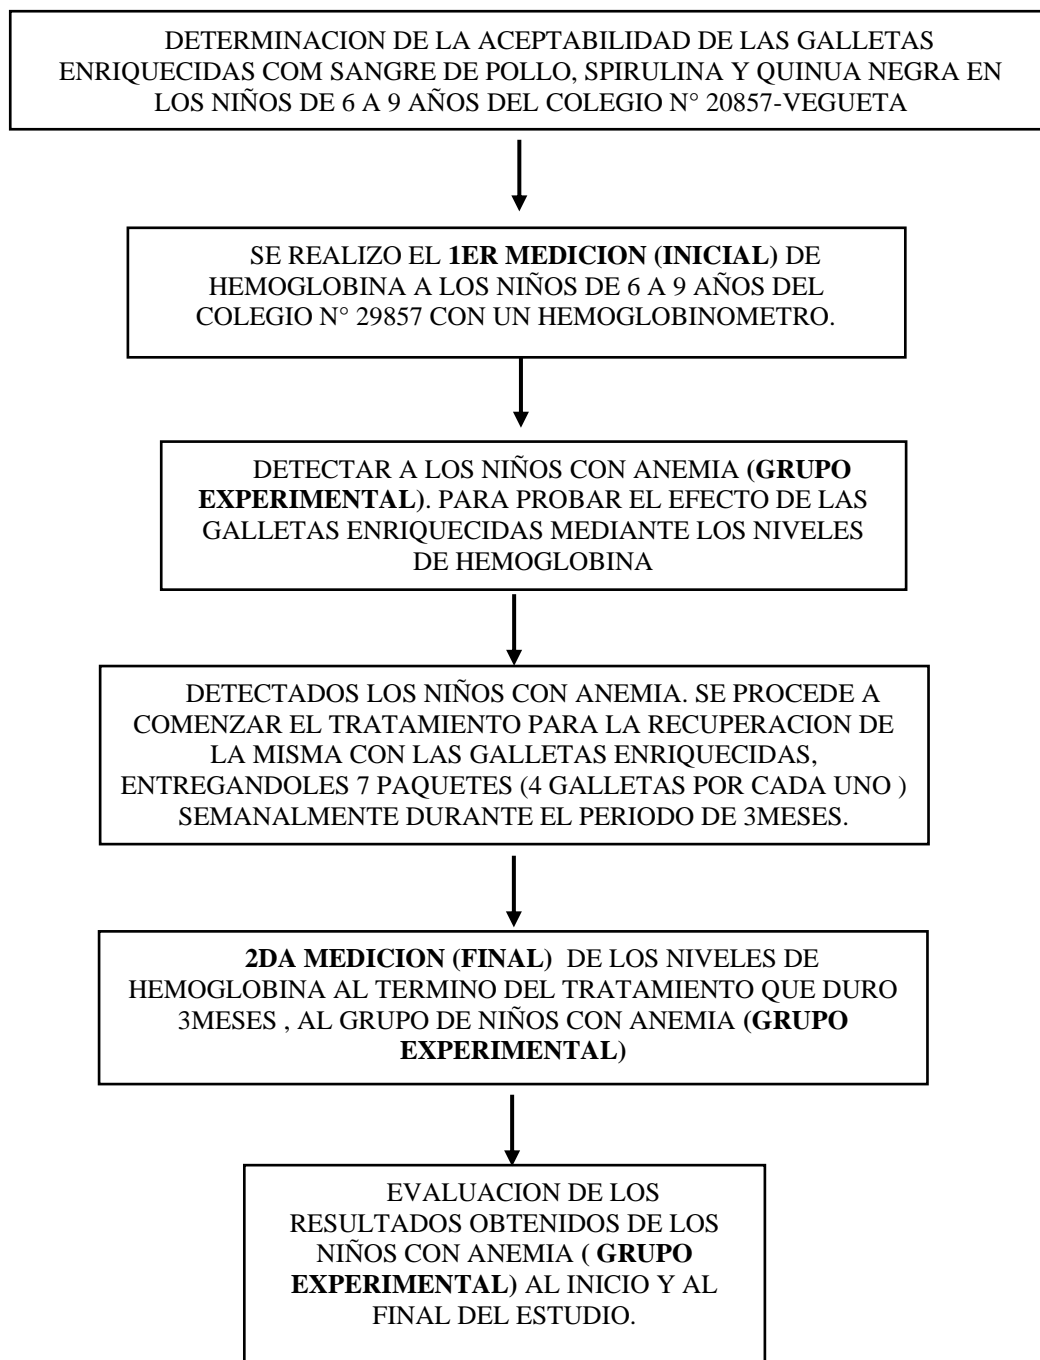 DETERMINACION DE LA ACEPTABILIDAD DE LAS GALLETAS
ENRIQUECIDAS COM SANGRE DE POLLO, SPIRULINA Y QUINUA NEGRA EN
LOS NIÑOS DE 6 A 9 AÑOS DEL COLEGIO N° 20857-VEGUETA
SE REALIZO EL 1ER MEDICION (INICIAL) DE
HEMOGLOBINA A LOS NIÑOS DE 6 A 9 AÑOS DEL
COLEGIO N° 29857 CON UN HEMOGLOBINOMETRO.
DETECTAR A LOS NIÑOS CON ANEMIA (GRUPO
EXPERIMENTAL). PARA PROBAR EL EFECTO DE LAS
GALLETAS ENRIQUECIDAS MEDIANTE LOS NIVELES
DE HEMOGLOBINA
DETECTADOS LOS NIÑOS CON ANEMIA. SE PROCEDE A
COMENZAR EL TRATAMIENTO PARA LA RECUPERACION DE
LA MISMA CON LAS GALLETAS ENRIQUECIDAS,
ENTREGANDOLES 7 PAQUETES (4 GALLETAS POR CADA UNO )
SEMANALMENTE DURANTE EL PERIODO DE 3MESES.
2DA MEDICION (FINAL) DE LOS NIVELES DE
HEMOGLOBINA AL TERMINO DEL TRATAMIENTO QUE DURO
3MESES , AL GRUPO DE NIÑOS CON ANEMIA (GRUPO
EXPERIMENTAL)
EVALUACION DE LOS
RESULTADOS OBTENIDOS DE LOS
NIÑOS CON ANEMIA ( GRUPO
EXPERIMENTAL) AL INICIO Y AL
FINAL DEL ESTUDIO.